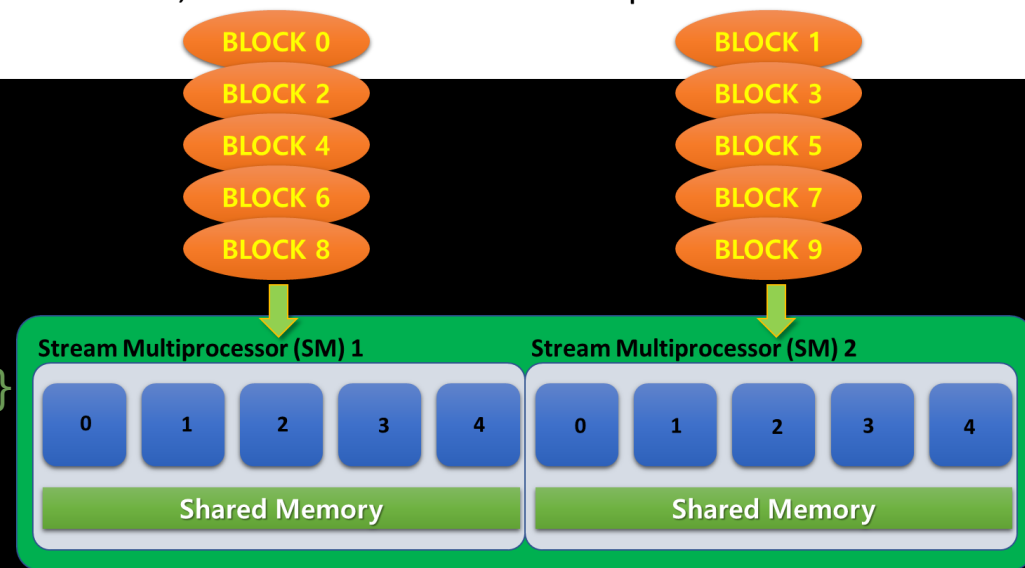 BLOCK 0
BLOCK 2
BLOCK 4
BLOCK 6
BLOCK 8
BLOCK 1
BLOCK 3
BLOCK 5
BLOCK 7
BLOCK 9
Stream Multiprocessor (SM) 1
0 1 2 3 4
Shared Memory
Stream Multiprocessor (SM) 2
0 1 2 3 4
Shared Memory
}